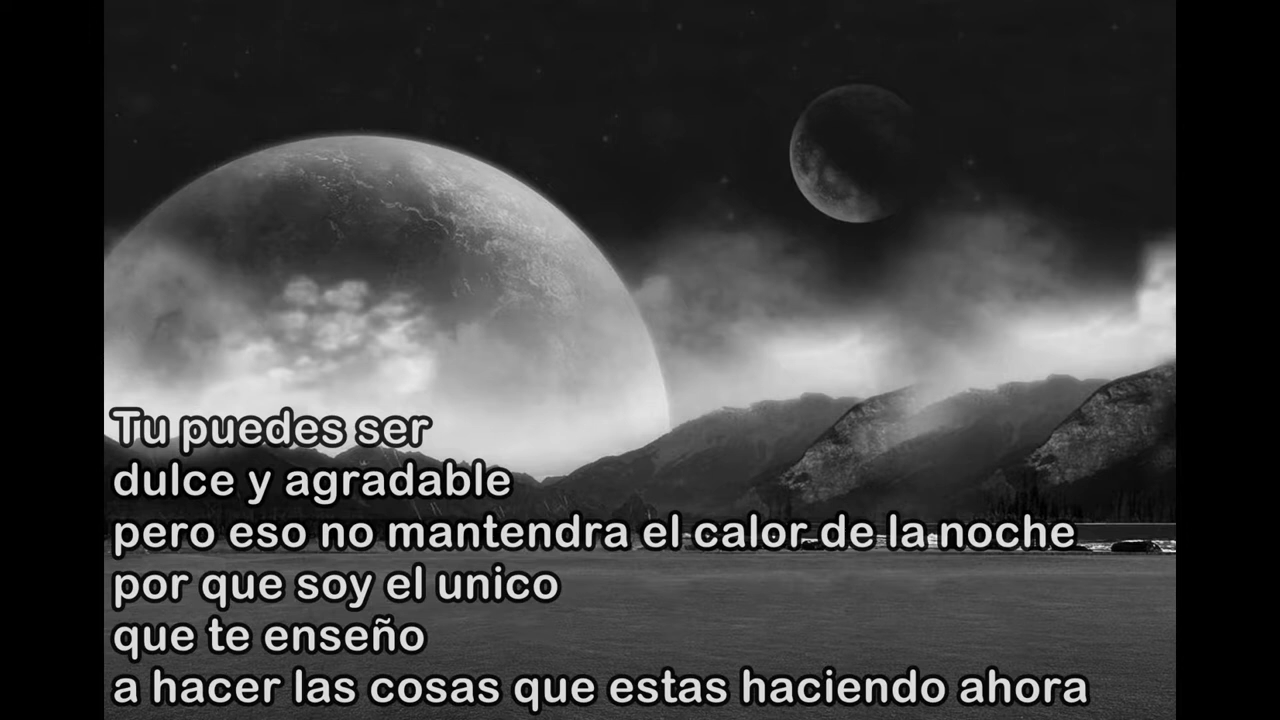 Tu puedes ser
dulce y agradable
pero eso no mantendra el calor de la noche
por que soy el unico
que te enseño
a hacer las cosas que estas haciendo ahora